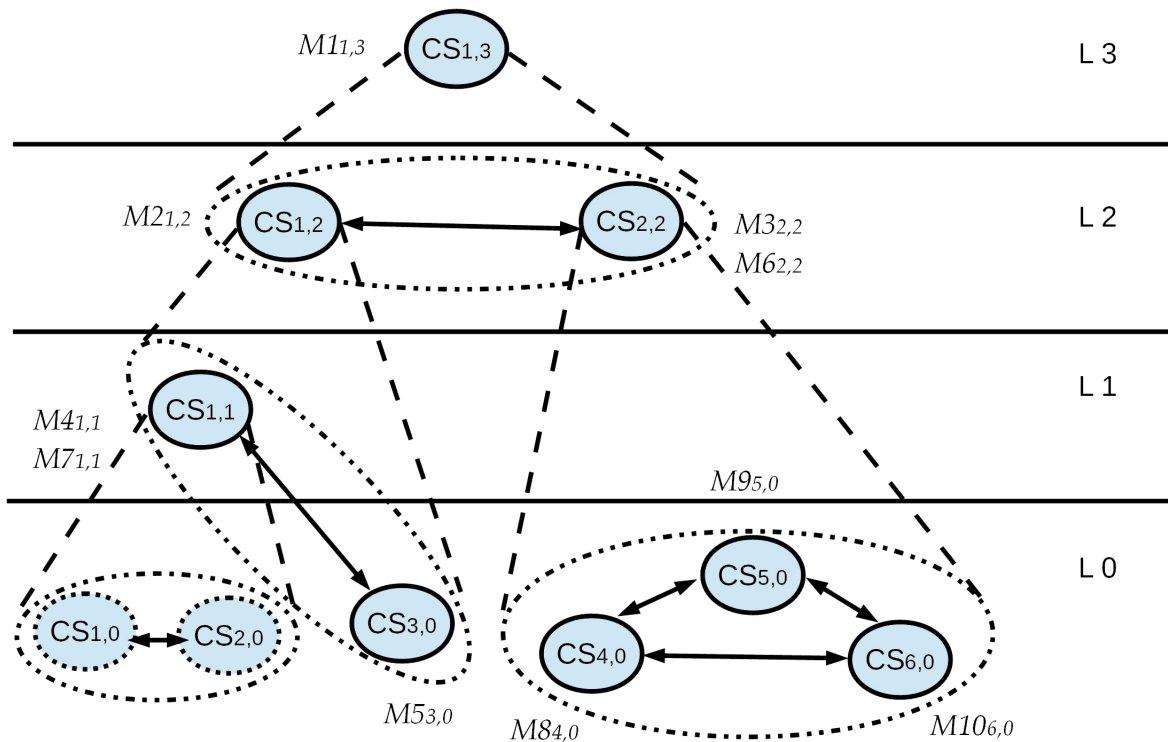 M11,3
CS1,3
L 3
M21,2
CS1,2
CS2,2
M32,2
M62,2
L 2
CS1,1
M41,1
M71,1
L 1
M95,0
L 0
CS1,0
CS2,0
CS3,0
CS5,0
CS4,0
CS6,0
M53,0
M84,0
M106,0